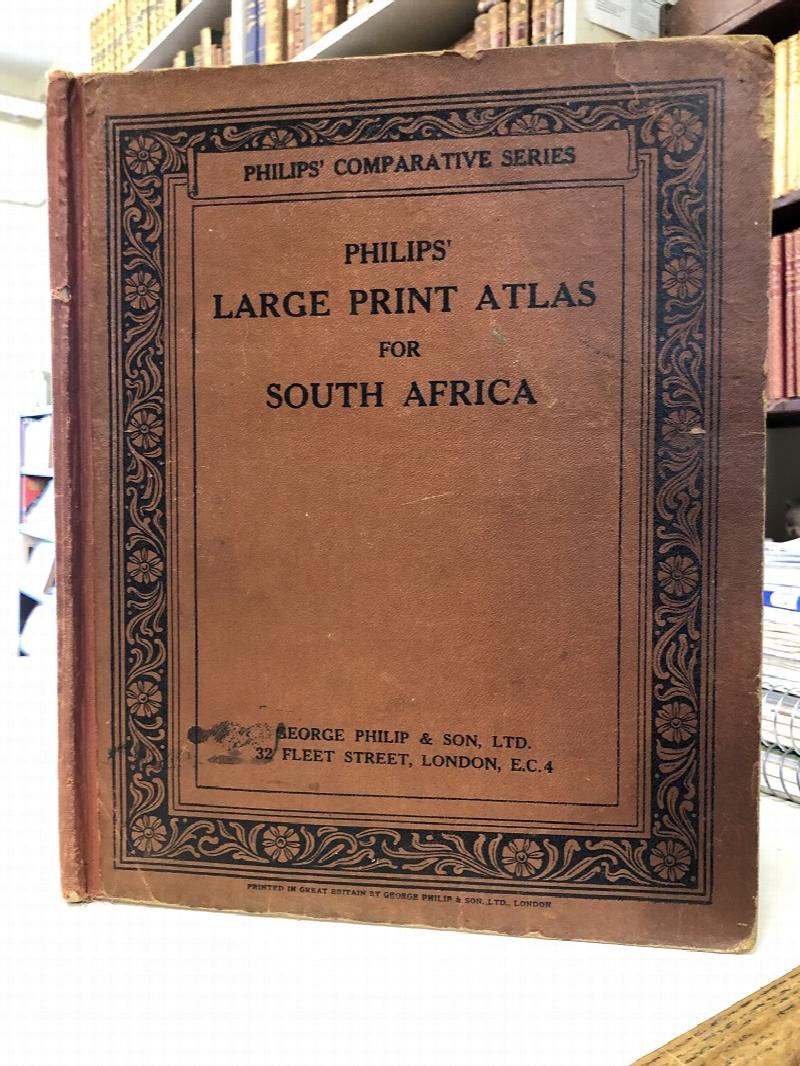 PHILIPS' COMPARATIVE SERIES
PHILIPS'
LARGE PRINT ATLAS
FOR
SOUTH AFRICA
GEORGE PHILIP & SON, LTD.
32 FLEET STREET, LONDON, E.C.4
PRINTED IN GREAT BRITAIN BY GEORGE PHILIP & SON., LTD., LONDON